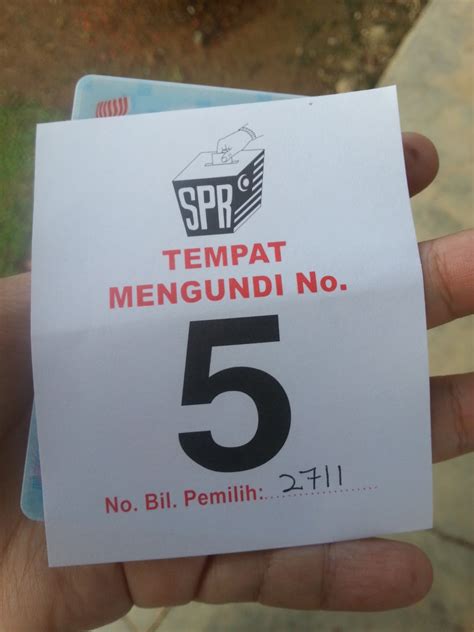 SPR
TEMPAT
MENGUNDI No.
5
No. Bil. Pemilih: 2711